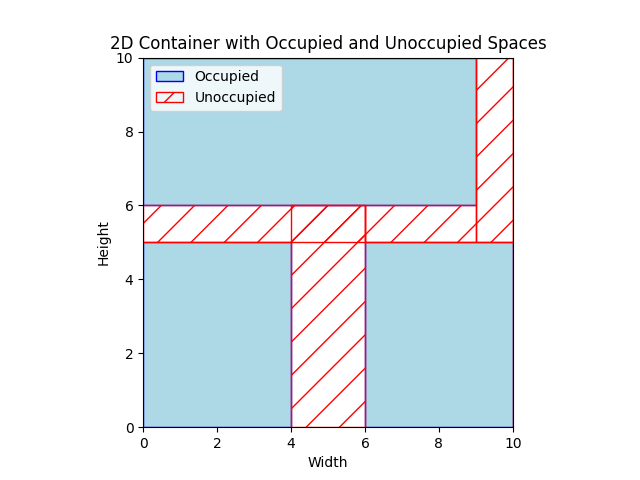 2D Container with Occupied and Unoccupied Spaces
10
8
6
4
2
0
Height
Occupied
Unoccupied
0 2 4 6 8 10
Width